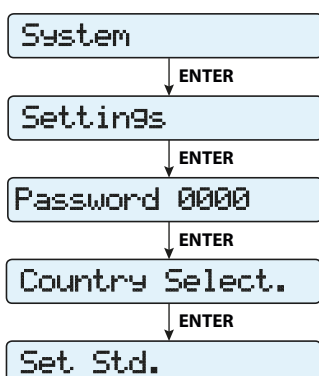 System
ENTER
Settings
ENTER
Password 0000
ENTER
Country Select.
ENTER
Set Std.